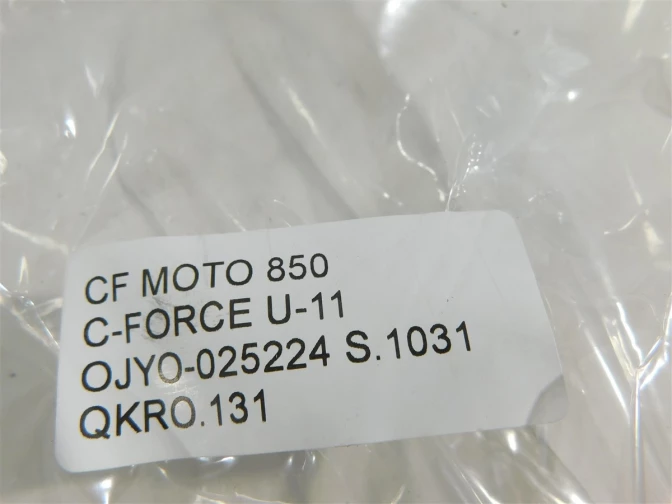 CF MOTO 850
C-FORCE U-11
OJYO-025224 S.1031
QKRO.131